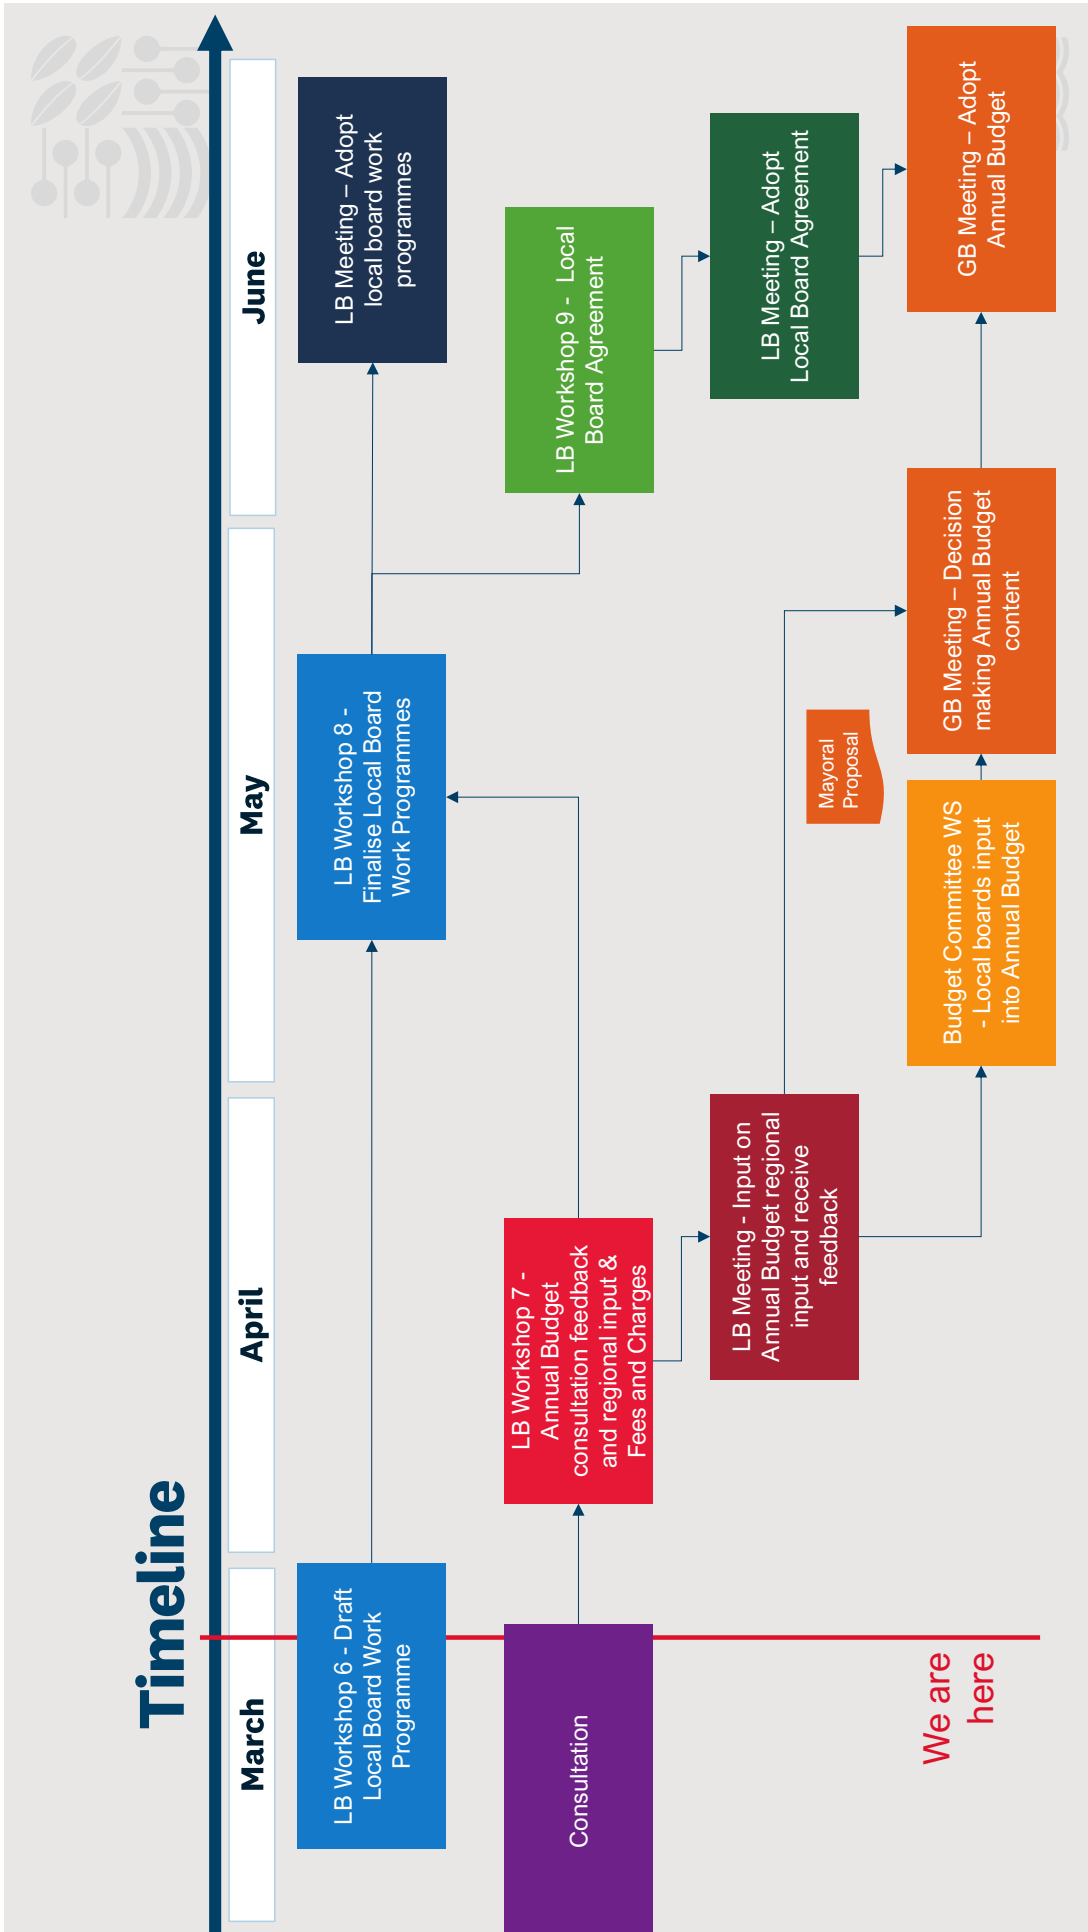 Timeline
March
April
May
June
LB Workshop 6 - Draft
Local Board Work
Programme
LB Workshop 8 -
Finalise Local Board
Work Programmes
LB Meeting – Adopt
local board work
programmes
Consultation
LB Workshop 7 -
Annual Budget
consultation feedback
and regional input &
Fees and Charges
LB Workshop 9 - Local
Board Agreement
LB Meeting - Input on
Annual Budget regional
input and receive
feedback
LB Meeting – Adopt
Local Board Agreement
Mayoral
Proposal
We are
here
Budget Committee WS
- Local boards input
into Annual Budget
GB Meeting – Decision
making Annual Budget
content
GB Meeting – Adopt
Annual Budget